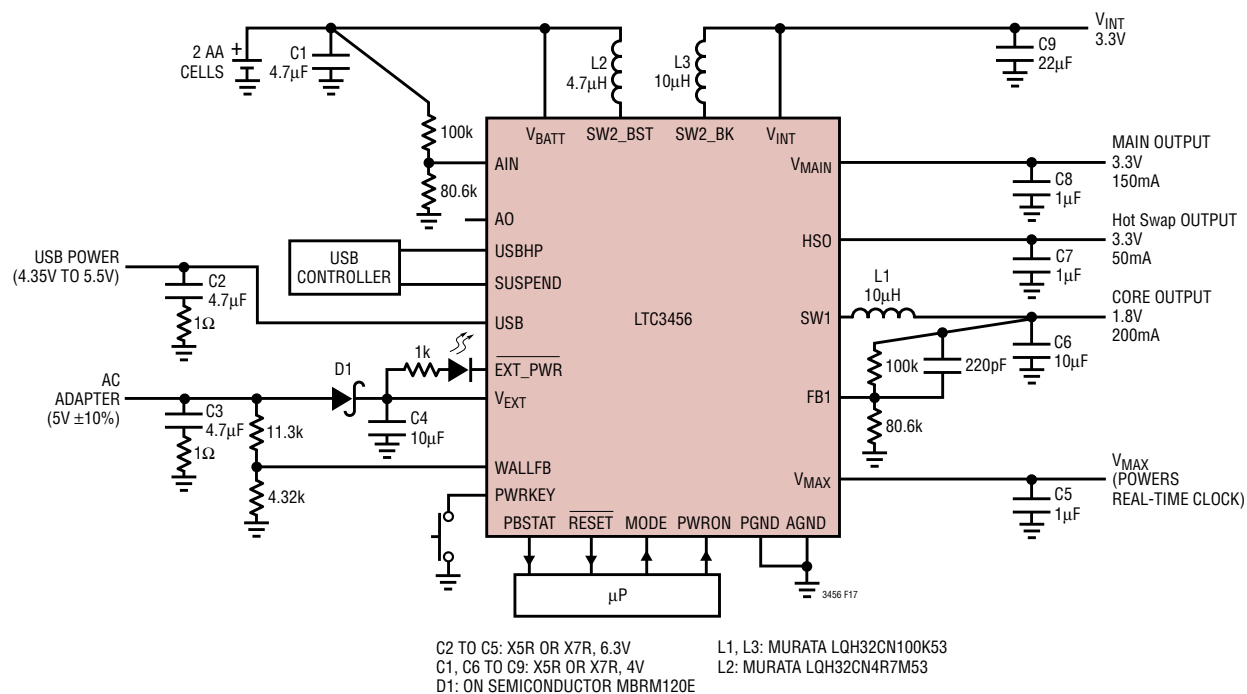 2 AA
CELLS
+
C1
4.7µF
L2
4.7µH
L3
10µH
C9
22µF
VINT
3.3V
100k
80.6k
VBATT
SW2_BST
SW2_BK
VINT
AIN
AO
USBHP
SUSPEND
USB
EXT_PWR
VEXT
WALLFB
PWRKEY
LTC3456
VMAIN
HSO
SW1
FB1
VMAX
PBSTAT
RESET
MODE
PWRON
PGND
AGND
MAIN OUTPUT
3.3V
150mA
C8
1µF
Hot Swap OUTPUT
3.3V
50mA
C7
1µF
L1
10µH
CORE OUTPUT
1.8V
200mA
C6
10µF
100k
220pF
80.6k
VMAX
(POWERS
REAL-TIME CLOCK)
C5
1µF
USB
CONTROLLER
USB POWER
(4.35V TO 5.5V)
C2
4.7µF
1Ω
1k
D1
AC
ADAPTER
(5V ±10%)
C3
4.7µF
1Ω
11.3k
C4
10µF
4.32k
µP
3456 F17
C2 TO C5: X5R OR X7R, 6.3V
C1, C6 TO C9: X5R OR X7R, 4V
D1: ON SEMICONDUCTOR MBRM120E
L1, L3: MURATA LQH32CN100K53
L2: MURATA LQH32CN4R7M53